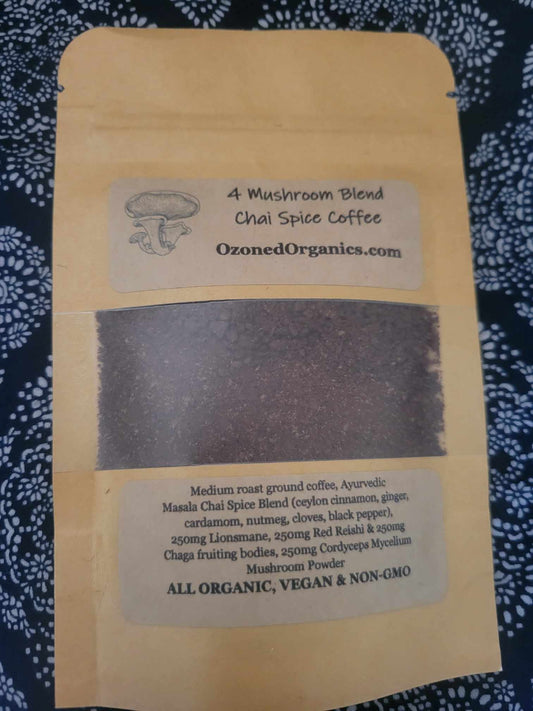 4 Mushroom Blend
Chai Spice Coffee
OzonedOrganics.com
Medium roast ground coffee, Ayurvedic
Masala Chai Spice Blend (ceylon cinnamon, ginger,
cardamom, nutmeg, cloves, black pepper),
250mg Lionsmane, 250mg Red Reishi & 250mg
Chaga fruiting bodies, 250mg Cordyceps Mycelium
Mushroom Powder
ALL ORGANIC, VEGAN & NON-GMO